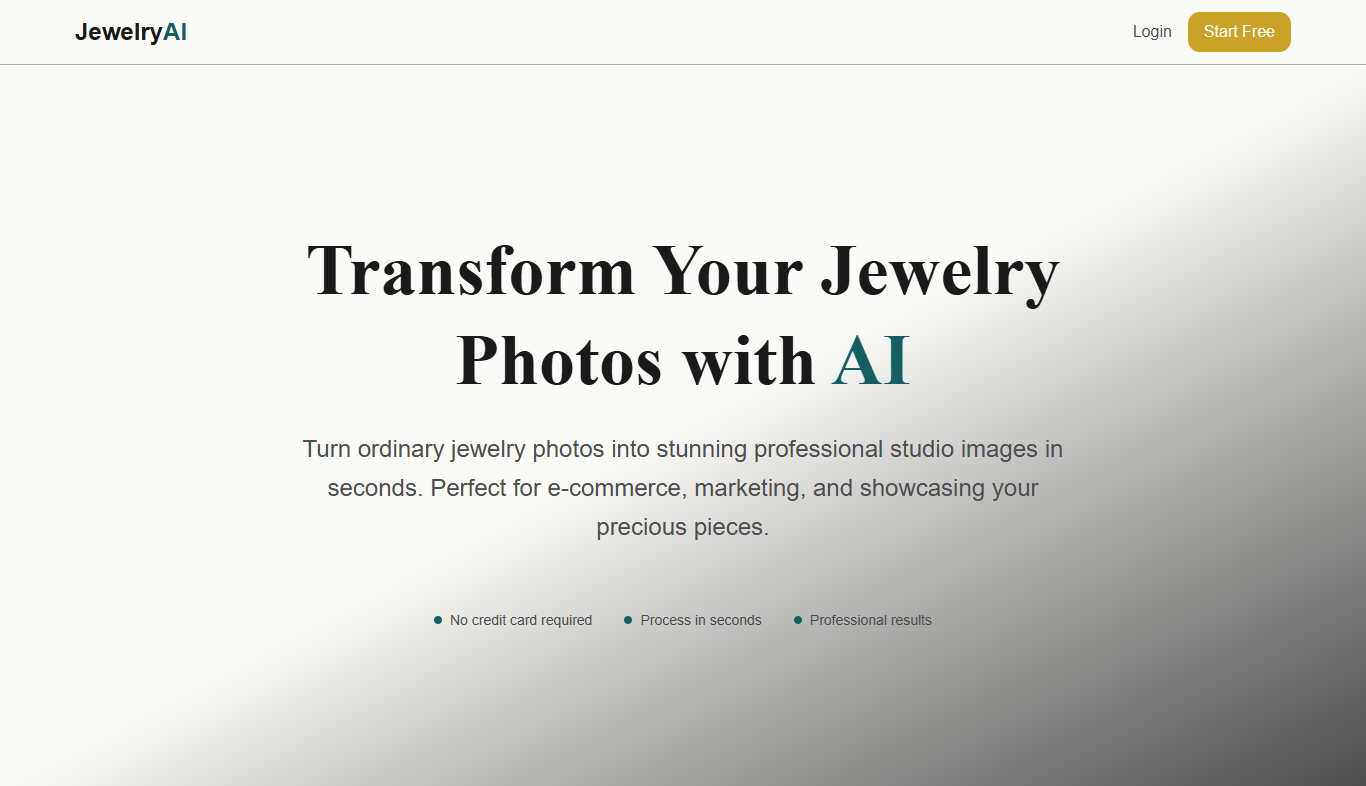 JewelryAI
Login
Start Free
Transform Your Jewelry
Photos with AI
Turn ordinary jewelry photos into stunning professional studio images in
seconds. Perfect for e-commerce, marketing, and showcasing your
precious pieces.
No credit card required
Process in seconds
Professional results